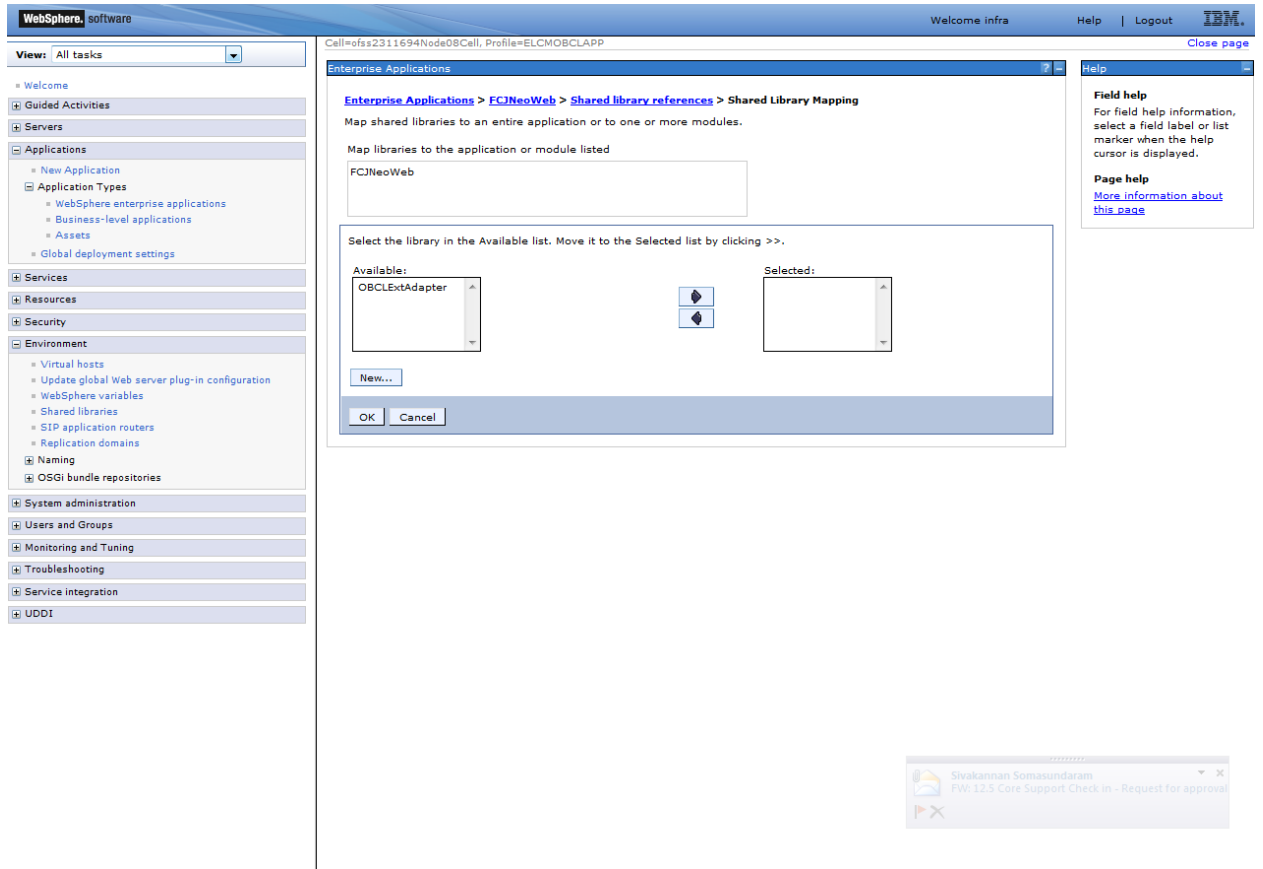 WebSphere. software
Welcome infra
Help | Logout
IBM.
View: All tasks
Welcome
Guided Activities
Servers
Applications
New Application
Application Types
WebSphere enterprise applications
Business-level applications
Assets
Global deployment settings
Services
Resources
Security
Environment
Virtual hosts
Update global Web server plug-in configuration
WebSphere variables
Shared libraries
SIP application routers
Replication domains
Naming
OSGi bundle repositories
System administration
Users and Groups
Monitoring and Tuning
Troubleshooting
Service integration
UDDI
Cell=ofss2311694Node08Cell, Profile=ELCMOBCLAPP
Close page
Enterprise Applications
? -
Enterprise Applications > FCJNeoWeb > Shared library references > Shared Library Mapping
Map shared libraries to an entire application or to one or more modules.
Map libraries to the application or module listed
FCJNeoWeb
Select the library in the Available list. Move it to the Selected list by clicking >>.
Available:
OBCLExtAdapter
Selected:
New...
OK
Cancel
Help
Field help
For field help information,
select a field label or list
marker when the help
cursor is displayed.
Page help
More information about
this page
Sivakannan Somasundaram
FW: 12.5 Core Support Check in - Request for approval